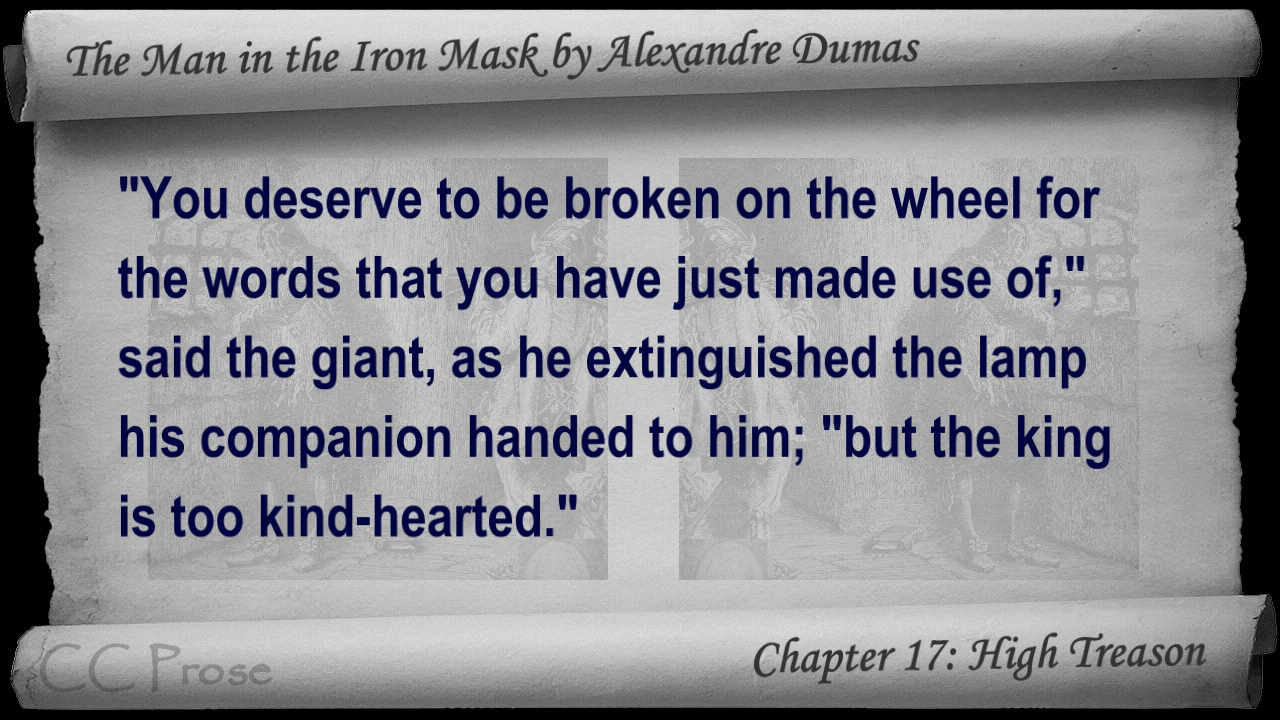 The Man in the Iron Mask by Alexandre Dumas
"You deserve to be broken on the wheel for
the words that you have just made use of,"
said the giant, as he extinguished the lamp
his companion handed to him; "but the king
is too kind-hearted."
CC Prose
Chapter 17: High Treason